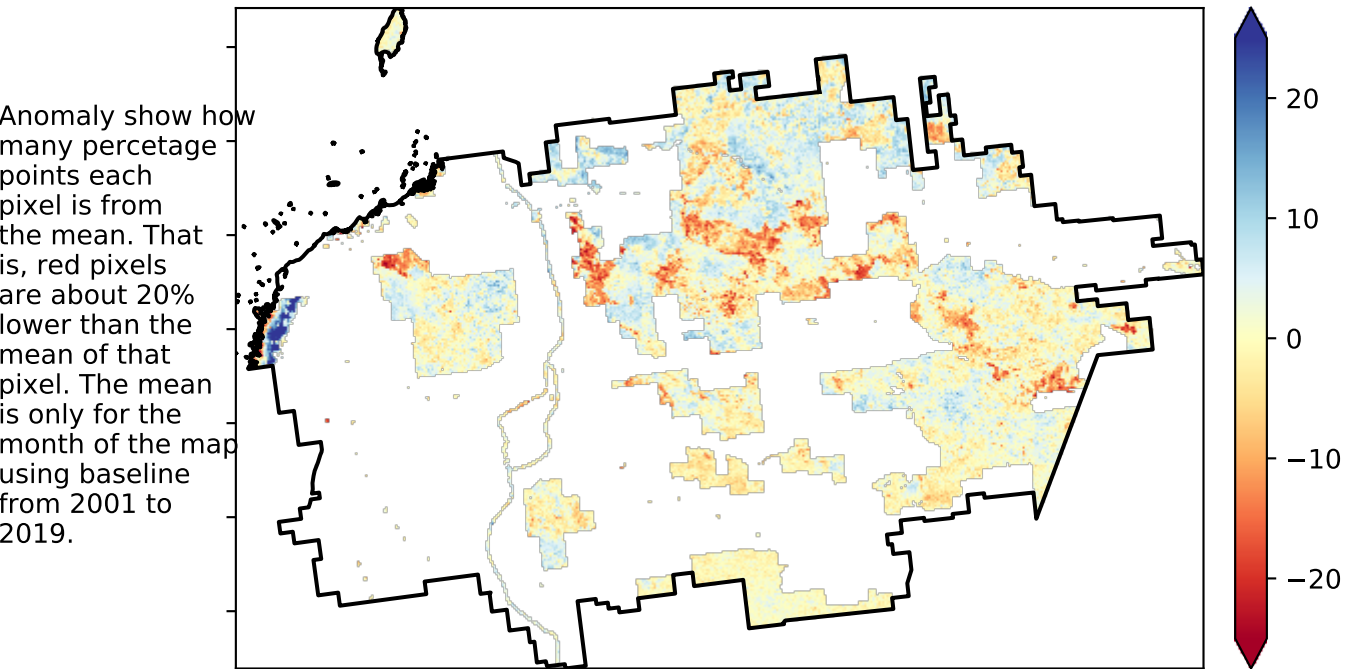 Anomaly show how
many percetage
points each
pixel is from
the mean. That
is, red pixels
are about 20%
lower than the
mean of that
pixel. The mean
is only for the
month of the map
using baseline
from 2001 to
2019.
20
10
0
−10
−20